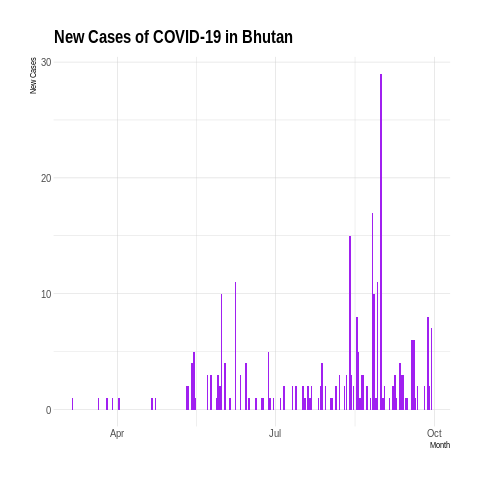 New Cases of COVID-19 in Bhutan
New Cases
30
20
10
0
Apr
Jul
Oct
Month